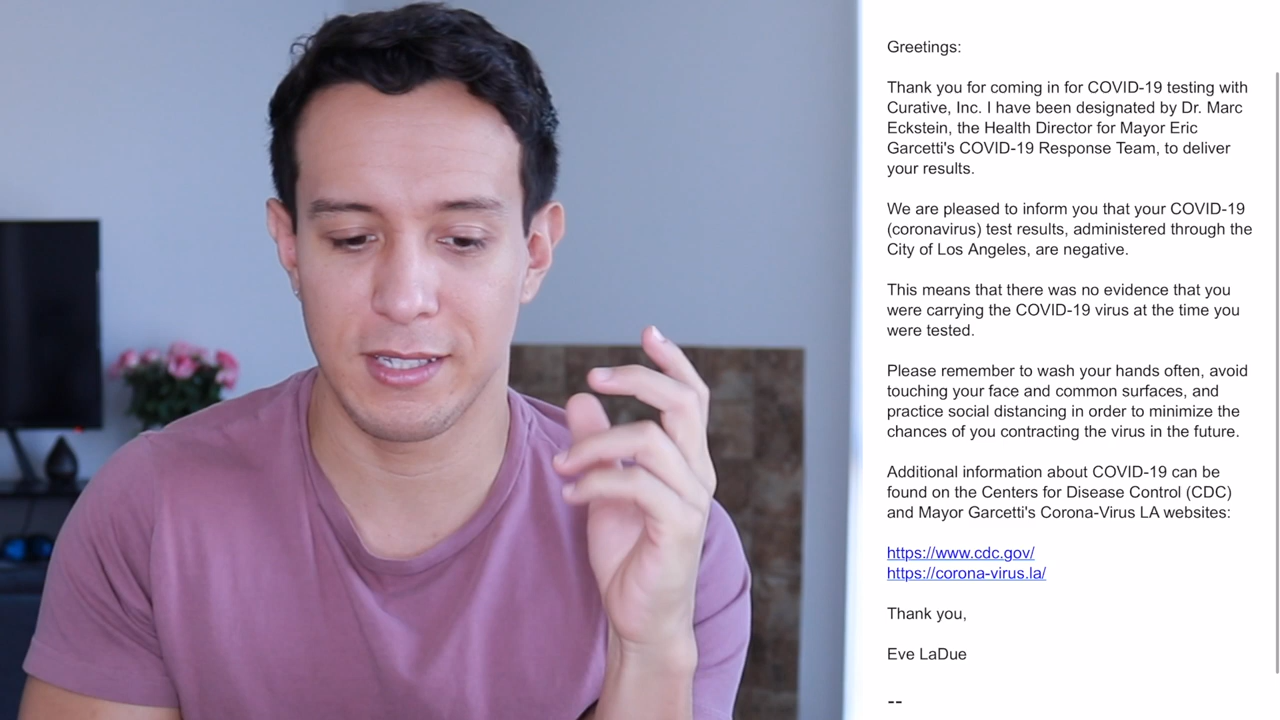 Greetings:
Thank you for coming in for COVID-19 testing with
Curative, Inc. I have been designated by Dr. Marc
Eckstein, the Health Director for Mayor Eric
Garcetti's COVID-19 Response Team, to deliver
your results.
We are pleased to inform you that your COVID-19
(coronavirus) test results, administered through the
City of Los Angeles, are negative.
This means that there was no evidence that you
were carrying the COVID-19 virus at the time you
were tested.
Please remember to wash your hands often, avoid
touching your face and common surfaces, and
practice social distancing in order to minimize the
chances of you contracting the virus in the future.
Additional information about COVID-19 can be
found on the Centers for Disease Control (CDC)
and Mayor Garcetti's Corona-Virus LA websites:
https://www.cdc.gov/
https://corona-virus.la/
Thank you,
Eve LaDue
--